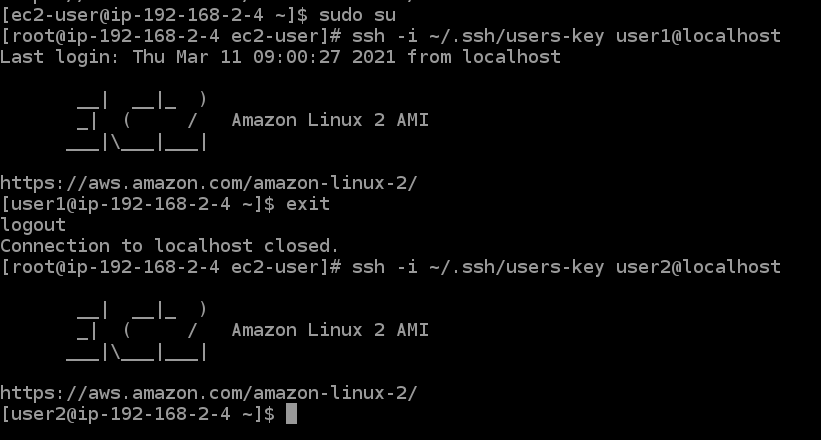 [ec2-user@ip-192-168-2-4 ~]$ sudo su
[root@ip-192-168-2-4 ec2-user]# ssh -i ~/.ssh/users-key user1@localhost
Last login: Thu Mar 11 09:00:27 2021 from localhost

       __|  __|_  )
       _|  (     /   Amazon Linux 2 AMI
      ___|\___|___|

https://aws.amazon.com/amazon-linux-2/
[user1@ip-192-168-2-4 ~]$ exit
logout
Connection to localhost closed.
[root@ip-192-168-2-4 ec2-user]# ssh -i ~/.ssh/users-key user2@localhost

       __|  __|_  )
       _|  (     /   Amazon Linux 2 AMI
      ___|\___|___|

https://aws.amazon.com/amazon-linux-2/
[user2@ip-192-168-2-4 ~]$